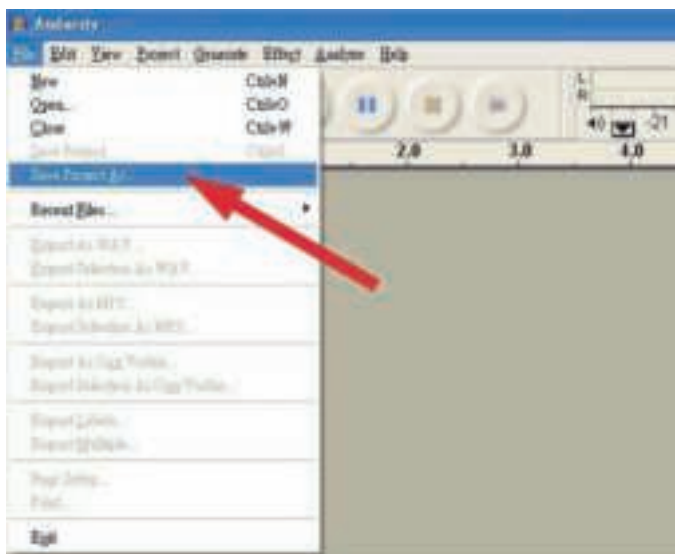 Audacity
File Edit View Project Generate Effect Analyze Help
New Ctrl+N
Open... Ctrl+O
Close Ctrl+W
Save Project Ctrl+S
Save Project As...
Recent Files...
Export As WAV...
Export Selection As WAV...
Export As MP3...
Export Selection As MP3...
Export As Ogg Vorbis...
Export Selection As Ogg Vorbis...
Export Labels...
Export Multiple...
Page Setup...
Print...
Exit
L
R
-21
2.0 3.0 4.0